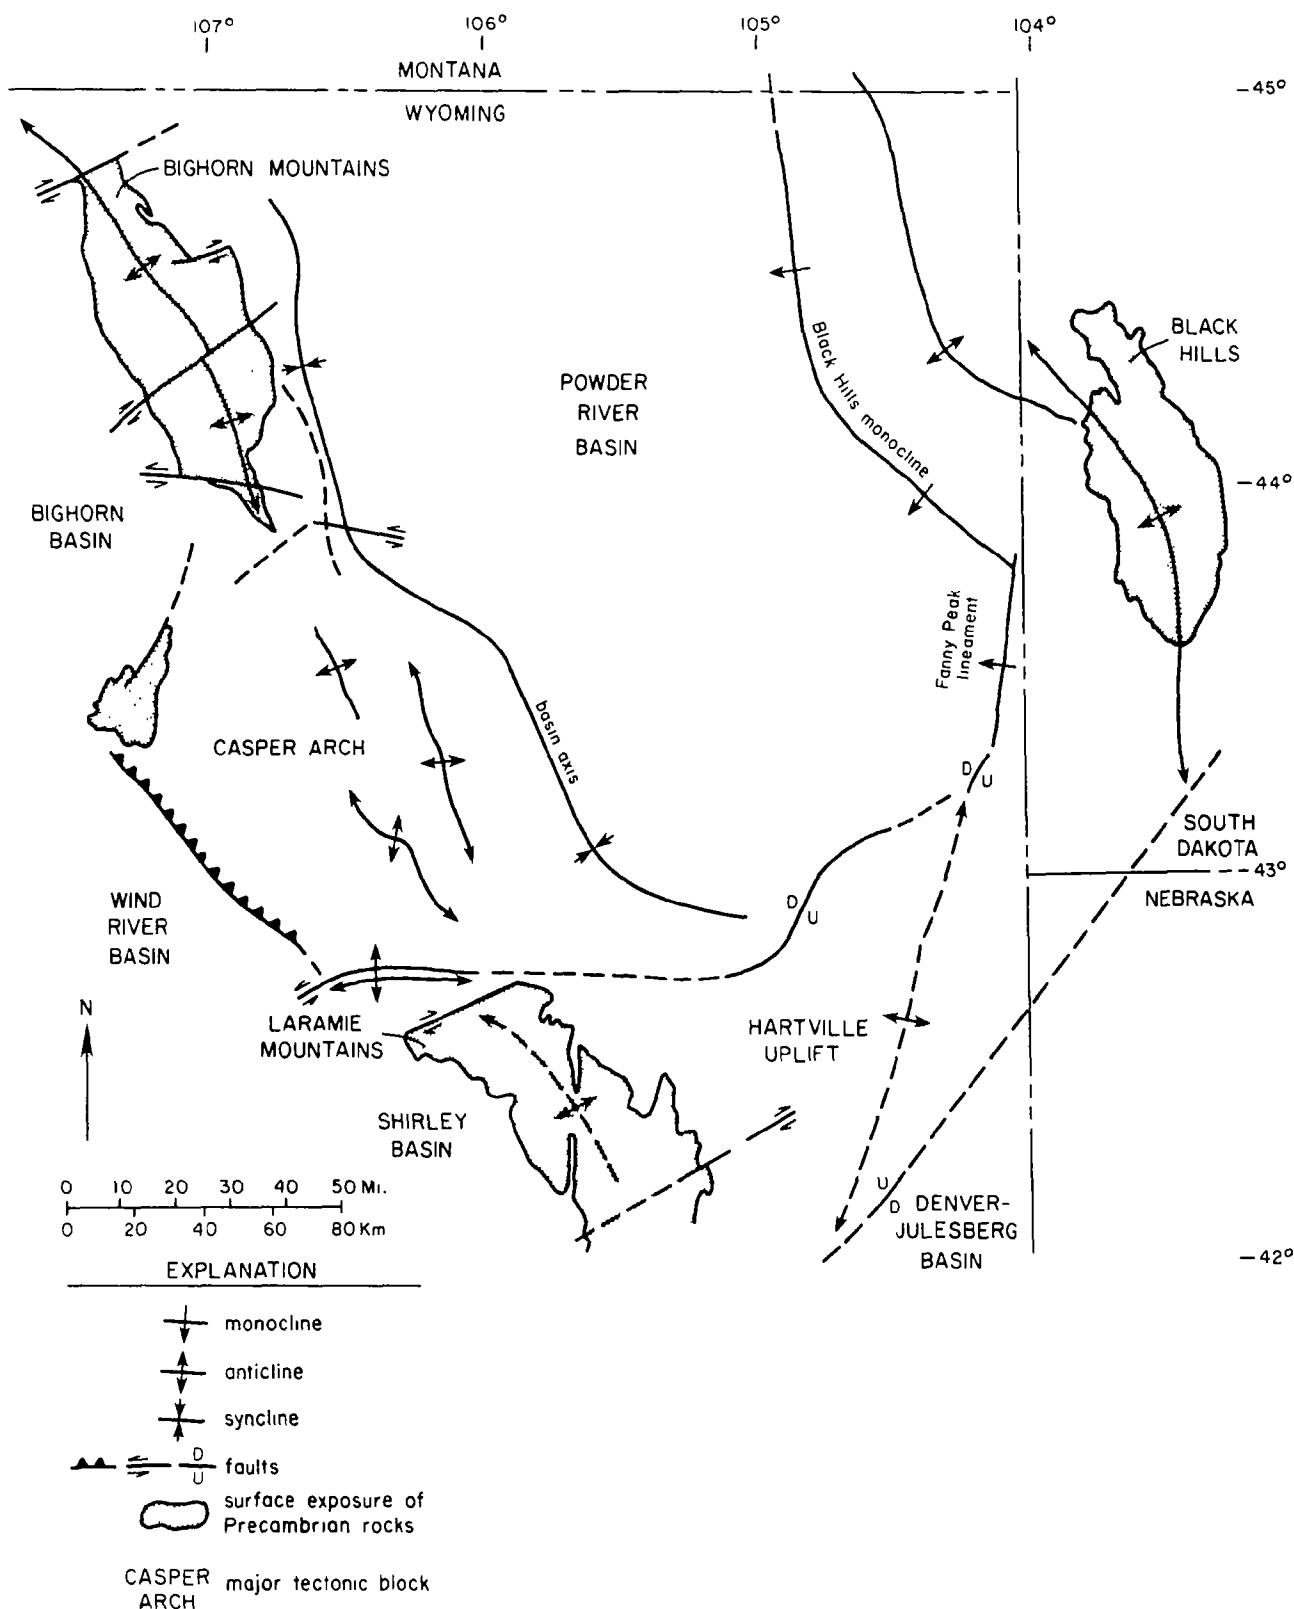 107°
106°
105°
104°
MONTANA
45°
WYOMING
BIGHORN MOUNTAINS
BLACK
HILLS
Black Hills monocline
POWDER
RIVER
BASIN
44°
BIGHORN
BASIN
Fanny Peak
lineament
CASPER ARCH
basin axis
D
U
SOUTH
DAKOTA
43°
NEBRASKA
WIND
RIVER
BASIN
D
U
N
LARAMIE
MOUNTAINS
HARTVILLE
UPLIFT
SHIRLEY
BASIN
U
D
DENVER-
JULESBERG
BASIN
42°
0 10 20 30 40 50 MI.
0 20 40 60 80 Km
EXPLANATION
monocline
anticline
syncline
D
U
faults
surface exposure of
Precambrian rocks
CASPER
ARCH
major tectonic block